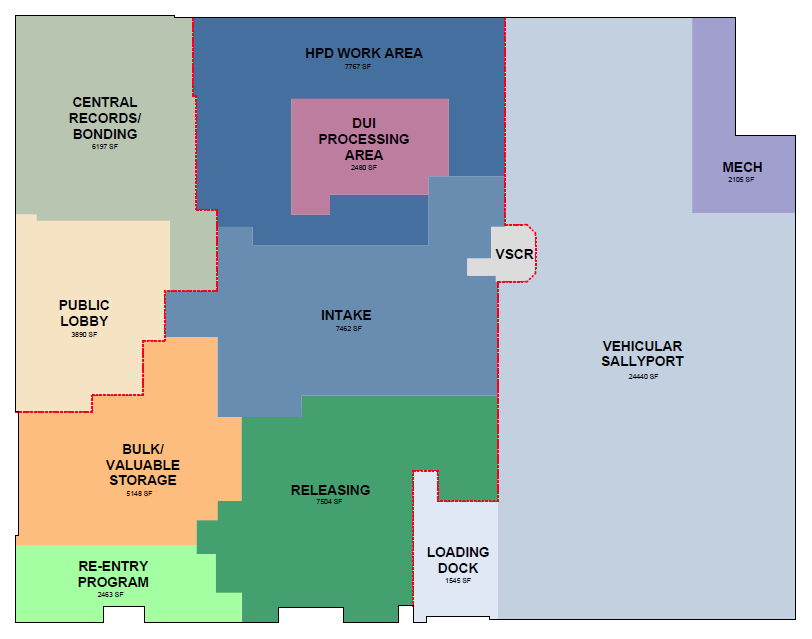 HPD WORK AREA
7767 SF
CENTRAL
RECORDS/
BONDING
6197 SF
DUI
PROCESSING
AREA
2480 SF
MECH
2105 SF
VSCR
PUBLIC
LOBBY
3890 SF
INTAKE
7462 SF
VEHICULAR
SALLYPORT
24440 SF
BULK/
VALUABLE
STORAGE
5148 SF
RELEASING
7504 SF
LOADING
DOCK
1545 SF
RE-ENTRY
PROGRAM
2463 SF